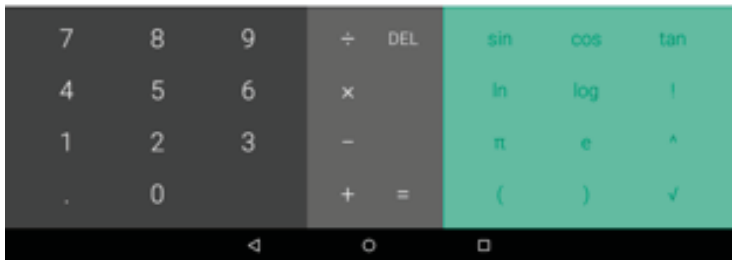 7 8 9 ÷ DEL sin cos tan
4 5 6 × ln log !
1 2 3 − π e ^
. 0 + = ( ) √